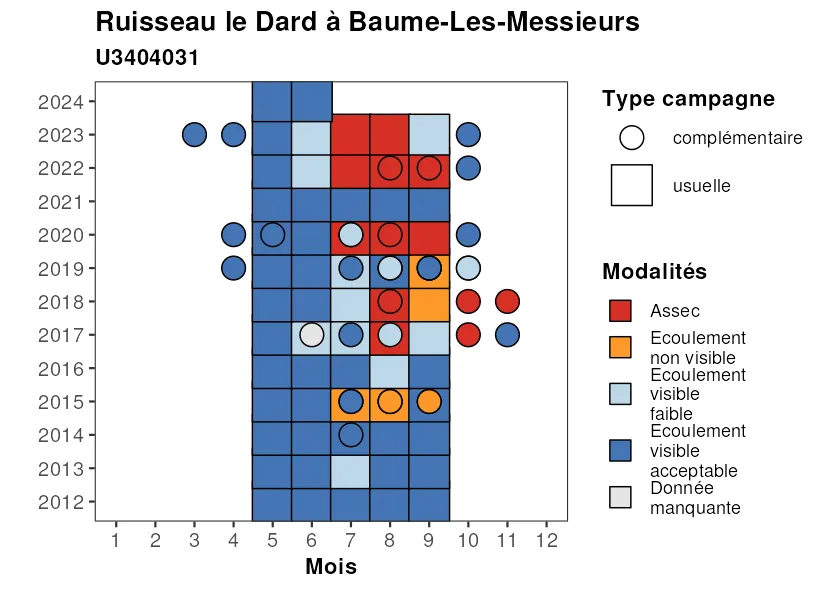 Ruisseau le Dard à Baume-Les-Messieurs
U3404031
2024
2023
2022
2021
2020
2019
2018
2017
2016
2015
2014
2013
2012
1 2 3 4 5 6 7 8 9 10 11 12
Mois
Type campagne
complémentaire
usuelle
Modalités
Assec
Ecoulement
non visible
Ecoulement
visible
faible
Ecoulement
visible
acceptable
Donnée
manquante